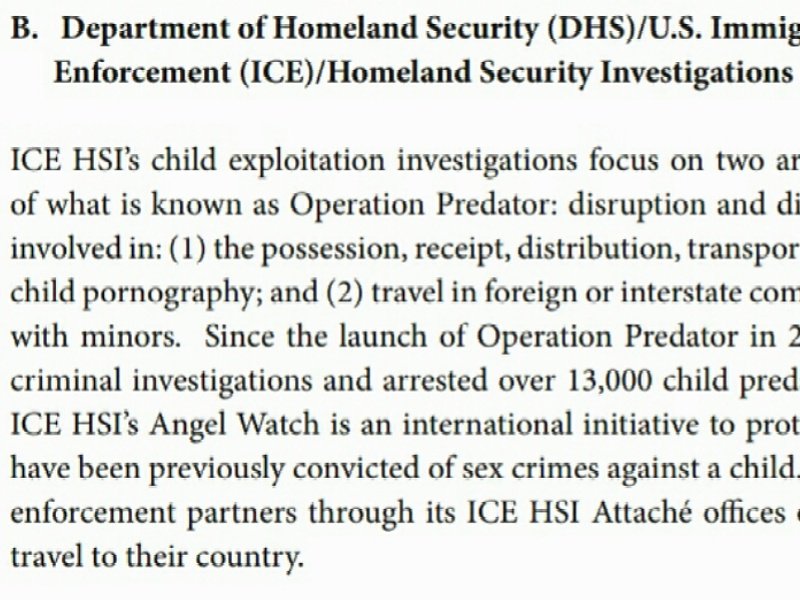 B. Department of Homeland Security (DHS)/U.S. Immig
Enforcement (ICE)/Homeland Security Investigations
ICE HSI’s child exploitation investigations focus on two ar
of what is known as Operation Predator: disruption and di
involved in: (1) the possession, receipt, distribution, transpor
child pornography; and (2) travel in foreign or interstate com
with minors. Since the launch of Operation Predator in 2
criminal investigations and arrested over 13,000 child pred
ICE HSI’s Angel Watch is an international initiative to prot
have been previously convicted of sex crimes against a child.
enforcement partners through its ICE HSI Attaché offices
travel to their country.